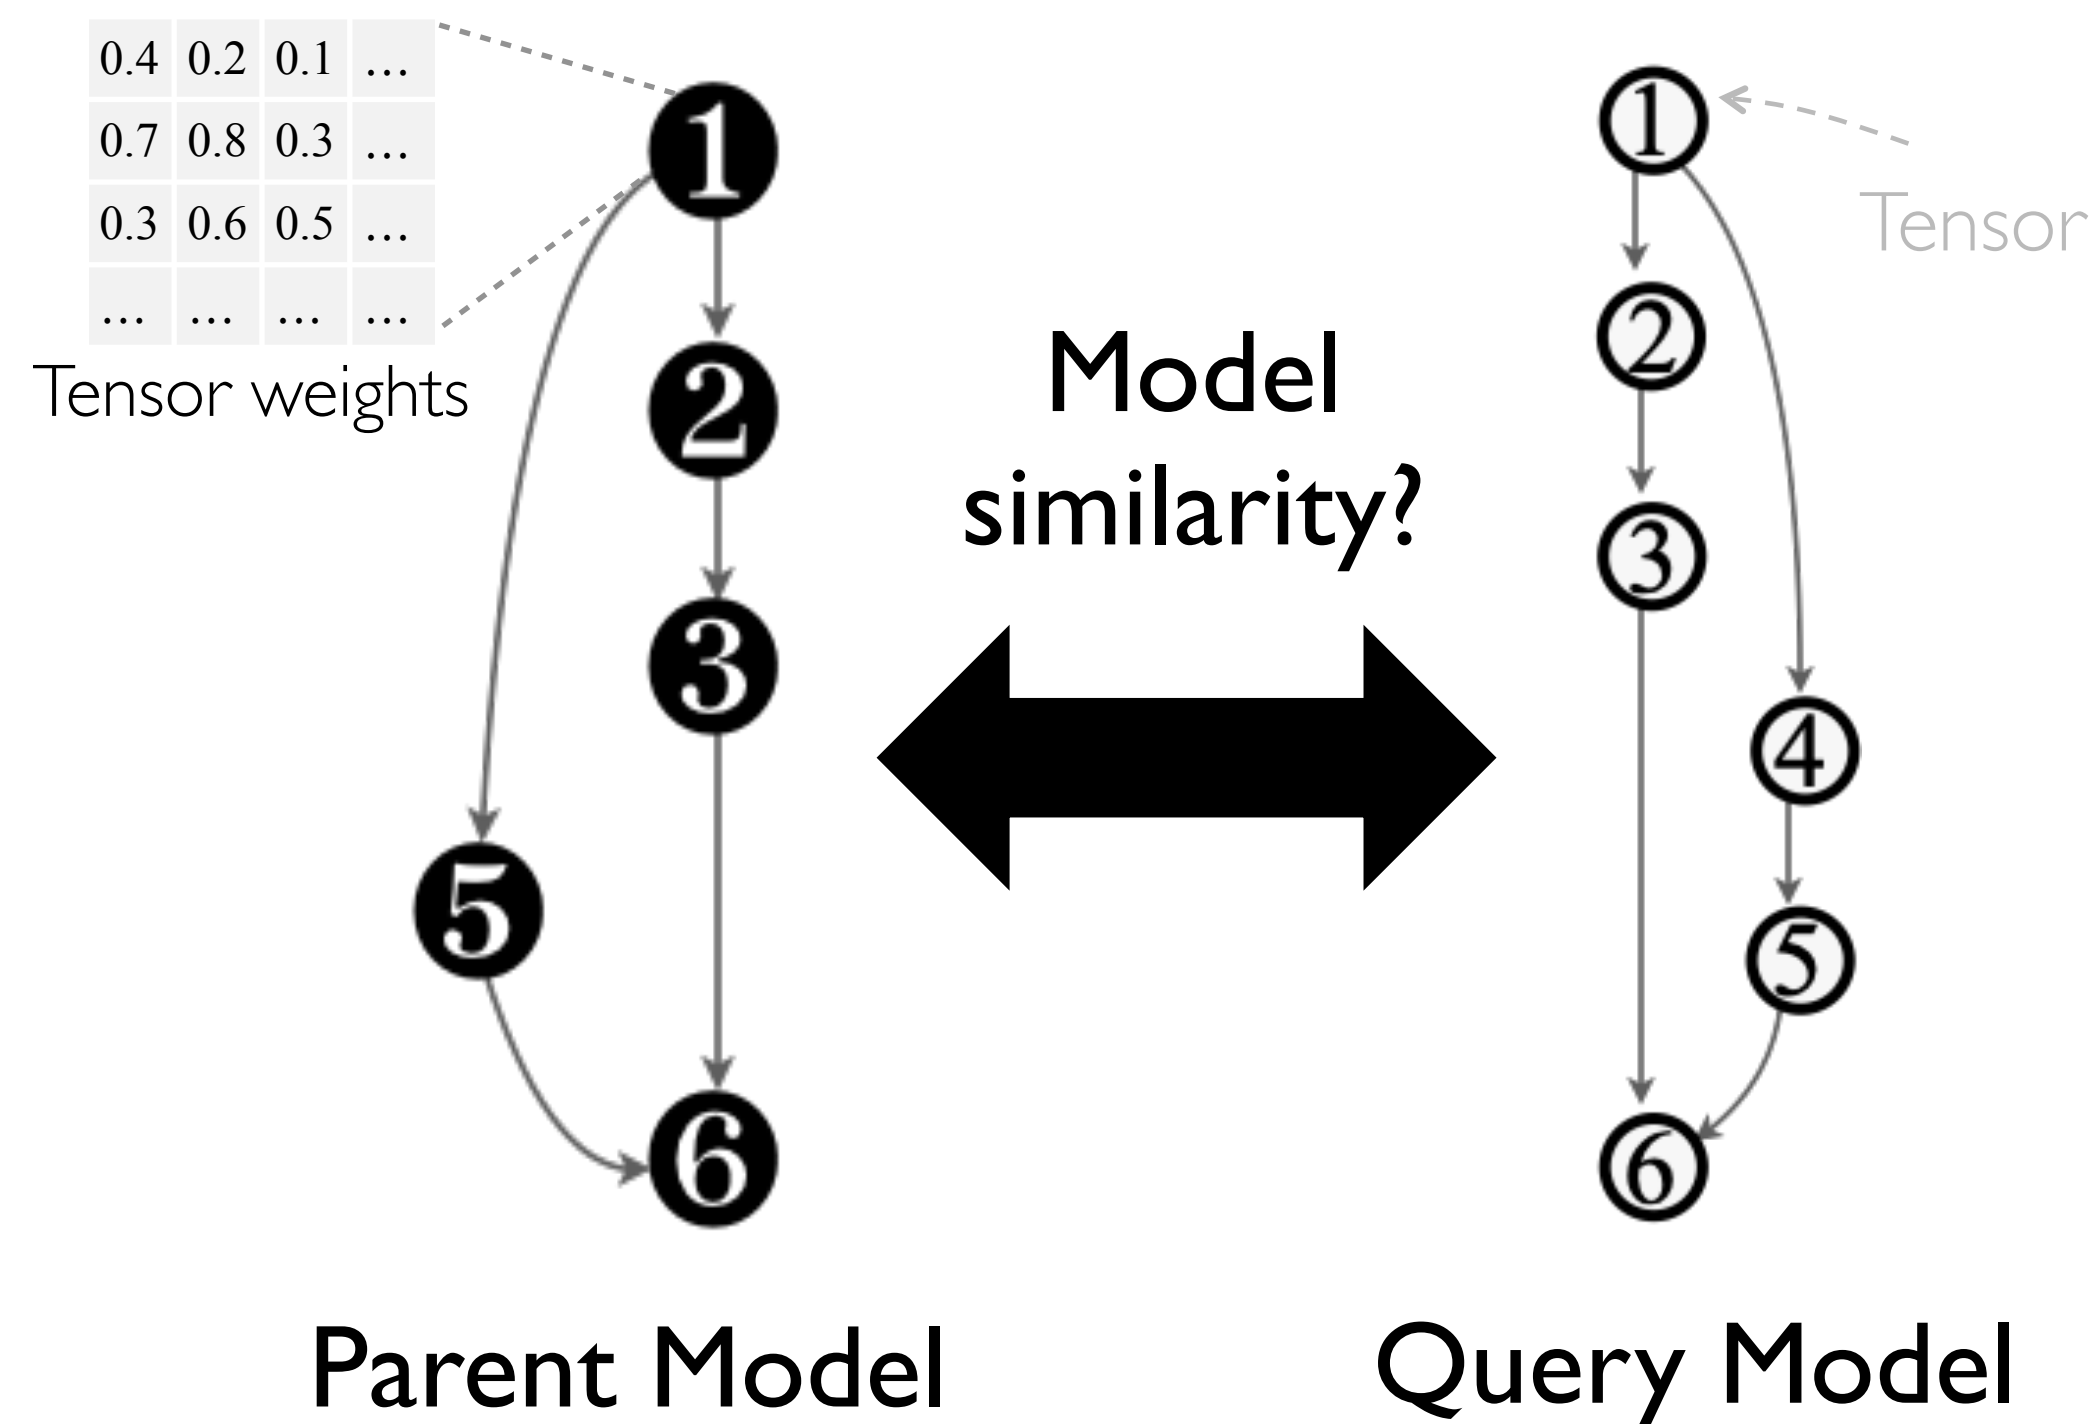 0.4 0.2 0.1 ...
0.7 0.8 0.3 ...
0.3 0.6 0.5 ...
... ... ... ...
Tensor weights
1
2
3
5
6
Parent Model
Model
similarity?
1
Tensor
2
3
4
5
6
Query Model